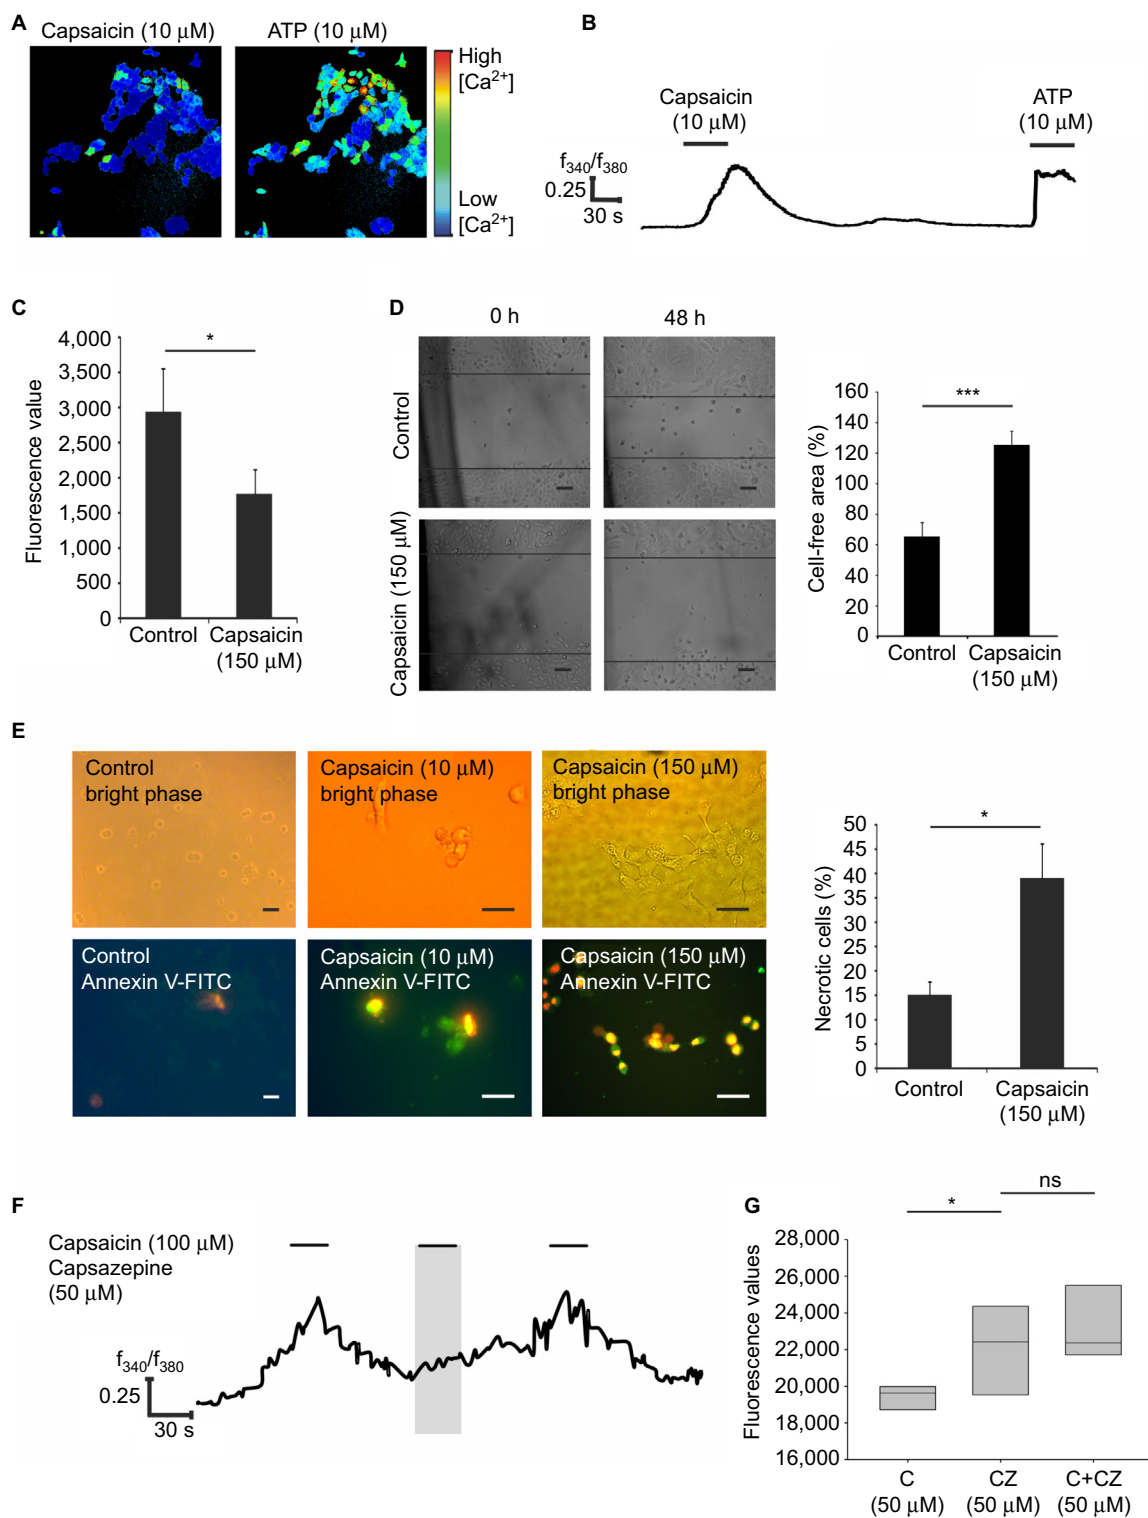 A
Capsaicin (10 μM)
ATP (10 μM)
High
[Ca2+]
Low
[Ca2+]
B
Capsaicin
(10 μM)
ATP
(10 μM)
f340/f380
0.25
30 s
C
Fluorescence value
4,000
3,500
3,000
2,500
2,000
1,500
1,000
500
0
*
Control
Capsaicin
(150 μM)
D
0 h
48 h
Control
Capsaicin (150 μM)
Cell-free area (%)
160
140
120
100
80
60
40
20
0
***
Control
Capsaicin
(150 μM)
E
Control
bright phase
Capsaicin (10 μM)
bright phase
Capsaicin (150 μM)
bright phase
Control
Annexin V-FITC
Capsaicin (10 μM)
Annexin V-FITC
Capsaicin (150 μM)
Annexin V-FITC
Necrotic cells (%)
50
45
40
35
30
25
20
15
10
5
0
*
Control
Capsaicin
(150 μM)
F
Capsaicin (100 μM)
Capsazepine
(50 μM)
f340/f380
0.25
30 s
G
Fluorescence values
28,000
26,000
24,000
22,000
20,000
18,000
16,000
*
ns
C
(50 μM)
CZ
(50 μM)
C+CZ
(50 μM)